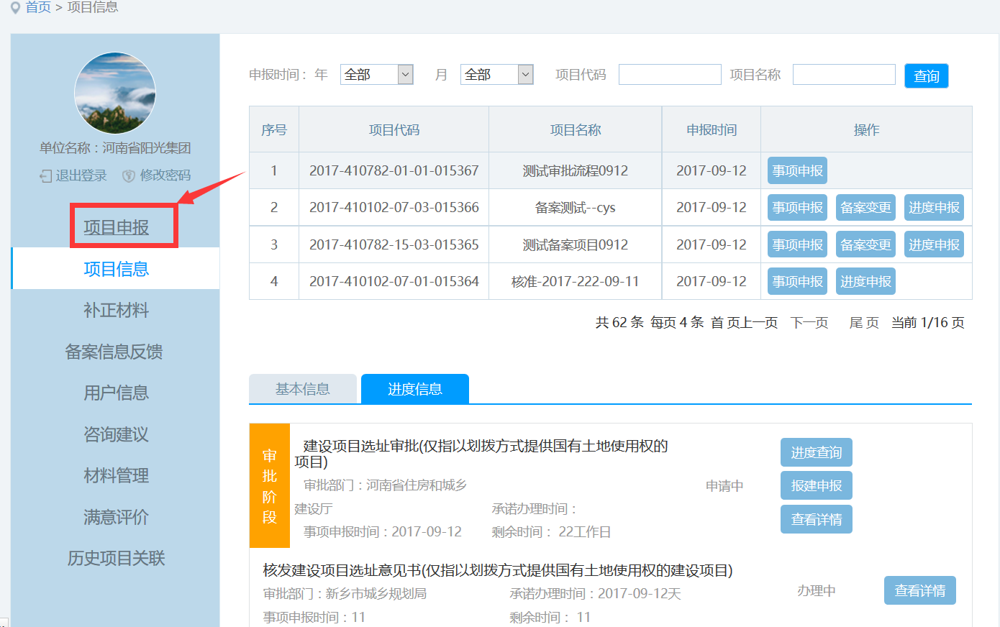 首页 > 项目信息
单位名称：河南省阳光集团
退出登录 修改密码
项目申报
项目信息
补正材料
备案信息反馈
用户信息
咨询建议
材料管理
满意评价
历史项目关联
申报时间： 年 全部 月 全部 项目代码 项目名称 查询
序号 项目代码 项目名称 申报时间 操作
1 2017-410782-01-01-015367 测试审批流程0912 2017-09-12 事项申报
2 2017-410102-07-03-015366 备案测试--cys 2017-09-12 事项申报 备案变更 进度申报
3 2017-410782-15-03-015365 测试备案项目0912 2017-09-12 事项申报 备案变更 进度申报
4 2017-410102-07-01-015364 核准-2017-222-09-11 2017-09-12 事项申报 进度申报
共 62 条 每页 4 条 首 页上一页 下一页 尾 页 当前 1/16 页
基本信息 进度信息
审批阶段
建设项目选址审批(仅指以划拨方式提供国有土地使用权的
项目)
审批部门：河南省住房和城乡
建设厅 承诺办理时间：
事项申报时间：2017-09-12 剩余时间： 22工作日
申请中
进度查询
报建申报
查看详情
核发建设项目选址意见书(仅指以划拨方式提供国有土地使用权的建设项目)
审批部门：新乡市城乡规划局 承诺办理时间：2017-09-12天
事项申报时间：11 剩余时间： 11
办理中 查看详情